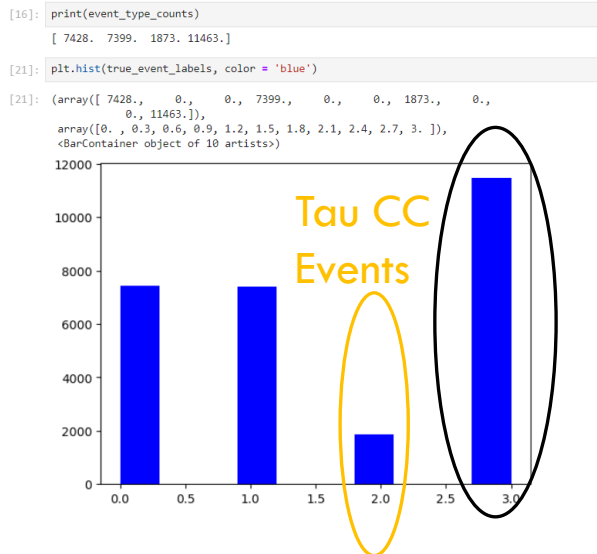 [16]: print(event_type_counts)
[ 7428.  7399.  1873. 11463.]
[21]: plt.hist(true_event_labels, color = 'blue')
[21]: (array([ 7428.,     0.,     0.,  7399.,     0.,     0.,  1873.,     0.,
0., 11463.]),
array([0. , 0.3, 0.6, 0.9, 1.2, 1.5, 1.8, 2.1, 2.4, 2.7, 3. ]),
<BarContainer object of 10 artists>)
12000
Tau CC
10000
Events
8000
6000
4000
2000
0
0.0 0.5 1.0 1.5 2.0 2.5 3.0